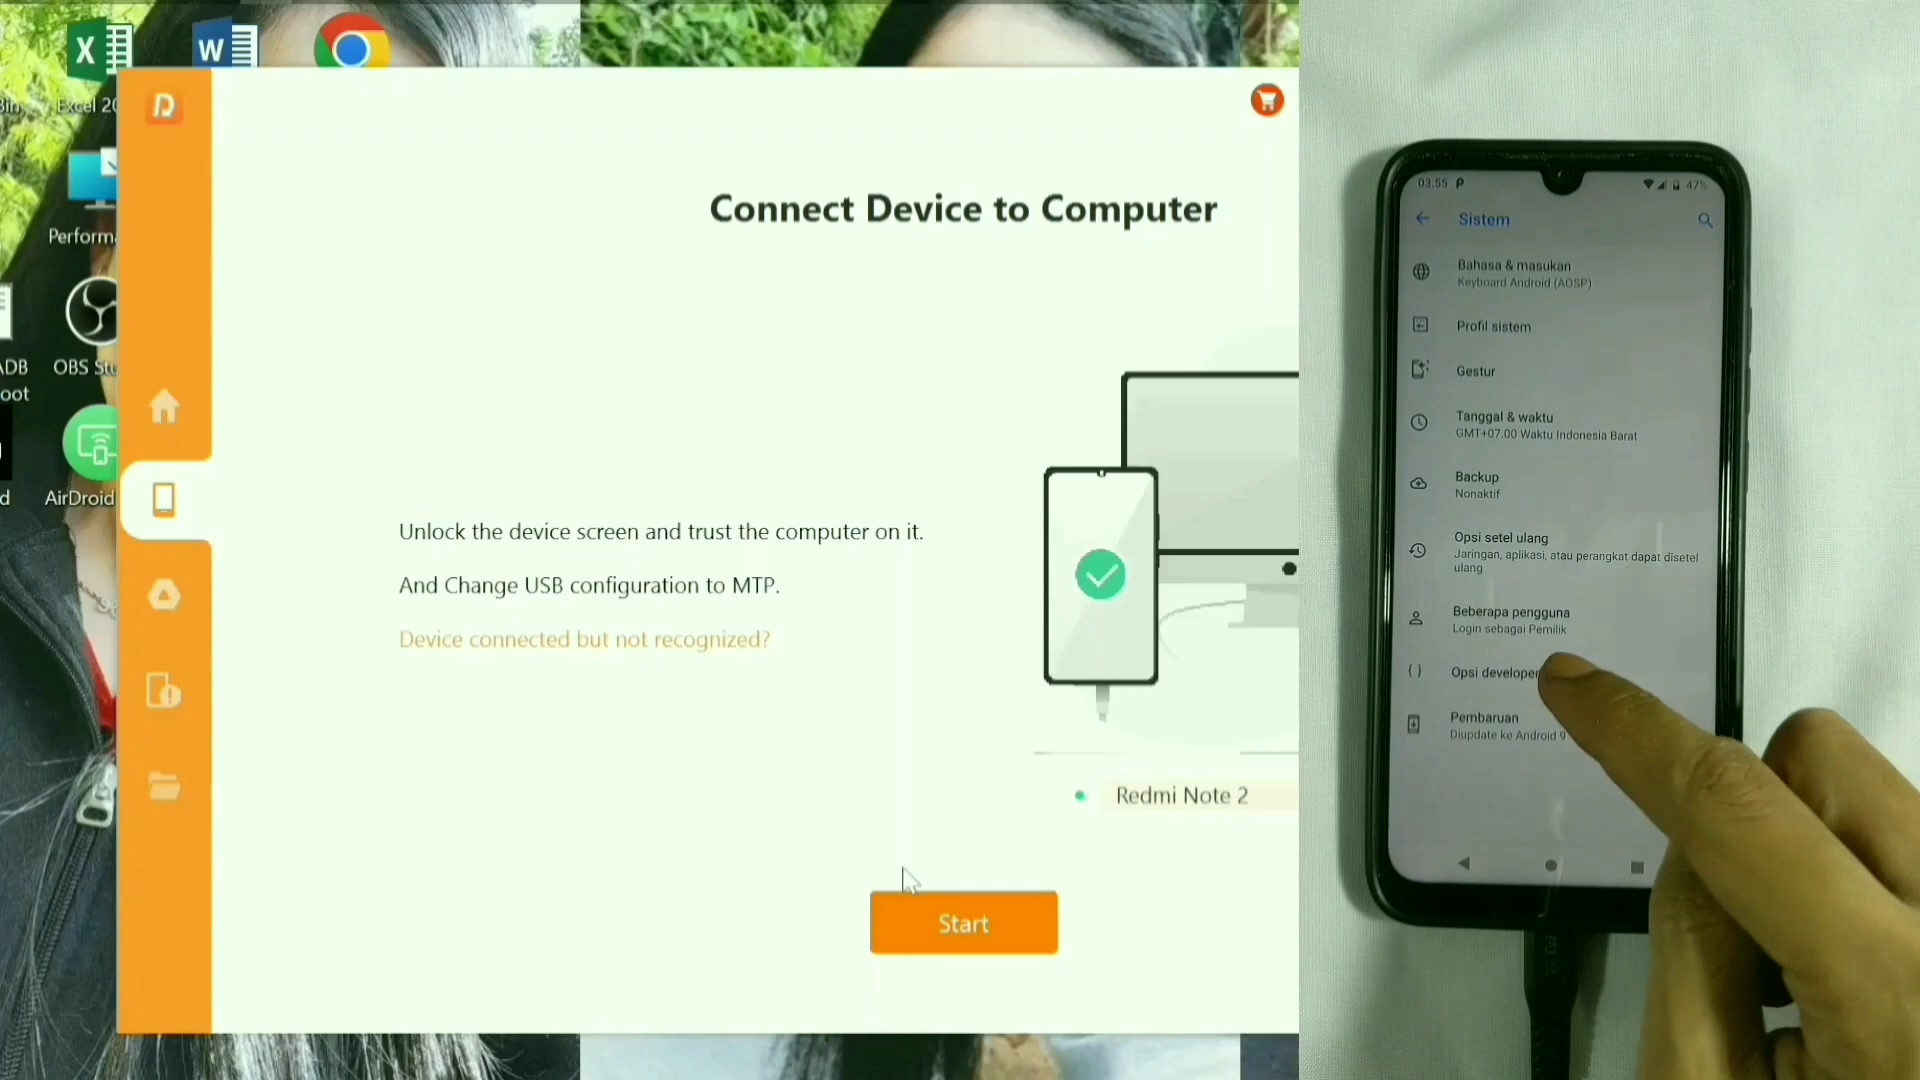 Excel 20
Perform
ADB
oot
OBS Stu
d
AirDroid
Connect Device to Computer
Unlock the device screen and trust the computer on it.
And Change USB configuration to MTP.
Device connected but not recognized?
Redmi Note 2
Start
03.55
47%
Sistem
Bahasa & masukan
Keyboard Android (AOSP)
Profil sistem
Gestur
Tanggal & waktu
GMT+07.00 Waktu Indonesia Barat
Backup
Nonaktif
Opsi setel ulang
Jaringan, aplikasi, atau perangkat dapat disetel
ulang
Beberapa pengguna
Login sebagai Pemilik
Opsi developer
Pembaruan
Diupdate ke Android 9